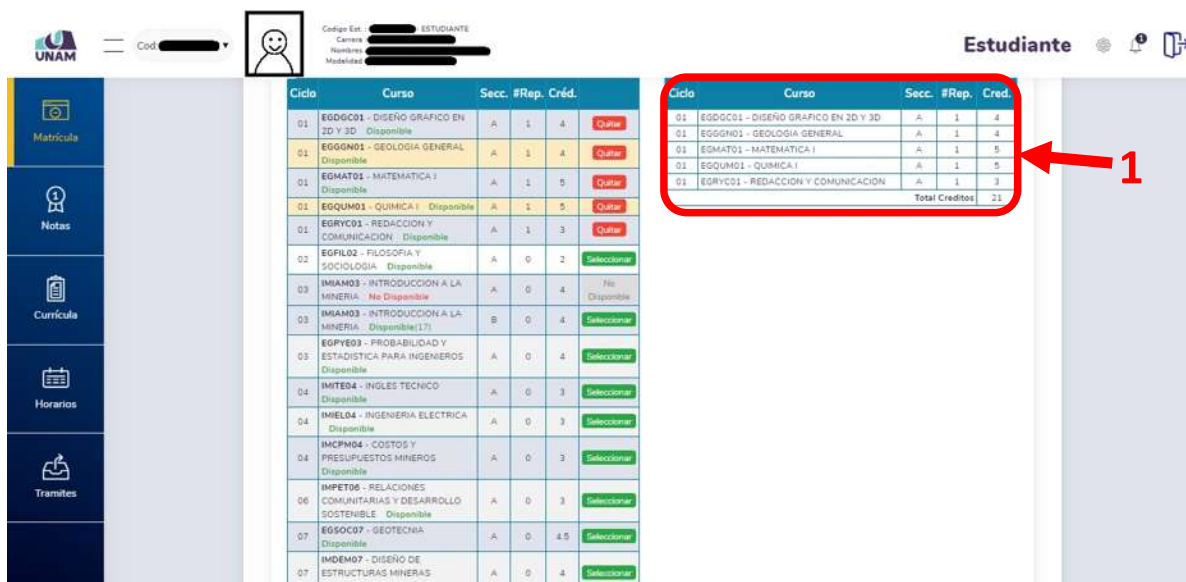 UNAM
Cod:
Codigo Est. : ESTUDIANTE
Carrera
Nombres
Modalidad
Estudiante
Matrícula
Notas
Currícula
Horarios
Tramites
Ciclo Curso Secc. #Rep. Créd.
01 EGDGC01 - DISEÑO GRAFICO EN 2D Y 3D Disponible A 1 4 Quitar
01 EGGGN01 - GEOLOGIA GENERAL Disponible A 1 4 Quitar
01 EGMAT01 - MATEMATICA I Disponible A 1 5 Quitar
01 EGQUM01 - QUIMICA I Disponible A 1 5 Quitar
01 EGRYC01 - REDACCION Y COMUNICACION Disponible A 1 3 Quitar
02 EGFIL02 - FILOSOFIA Y SOCIOLOGIA Disponible A 0 2 Seleccionar
03 IMIAM03 - INTRODUCCION A LA MINERIA No Disponible A 0 4 No Disponible
03 IMIAM03 - INTRODUCCION A LA MINERIA Disponible(17) B 0 4 Seleccionar
03 EGPYE03 - PROBABILIDAD Y ESTADISTICA PARA INGENIEROS Disponible A 0 4 Seleccionar
04 IMITE04 - INGLES TECNICO Disponible A 0 3 Seleccionar
04 IMIEL04 - INGENIERIA ELECTRICA Disponible A 0 3 Seleccionar
04 IMCPM04 - COSTOS Y PRESUPUESTOS MINEROS Disponible A 0 3 Seleccionar
06 IMPET06 - RELACIONES COMUNITARIAS Y DESARROLLO SOSTENIBLE Disponible A 0 3 Seleccionar
07 EGSOC07 - GEOTECNIA Disponible A 0 4.5 Seleccionar
07 IMDEM07 - DISEÑO DE ESTRUCTURAS MINERAS A 0 4 Seleccionar
Ciclo Curso Secc. #Rep. Cred.
01 EGDGC01 - DISEÑO GRAFICO EN 2D Y 3D A 1 4
01 EGGGN01 - GEOLOGIA GENERAL A 1 4
01 EGMAT01 - MATEMATICA I A 1 5
01 EGQUM01 - QUIMICA I A 1 5
01 EGRYC01 - REDACCION Y COMUNICACION A 1 3
Total Creditos 21
1